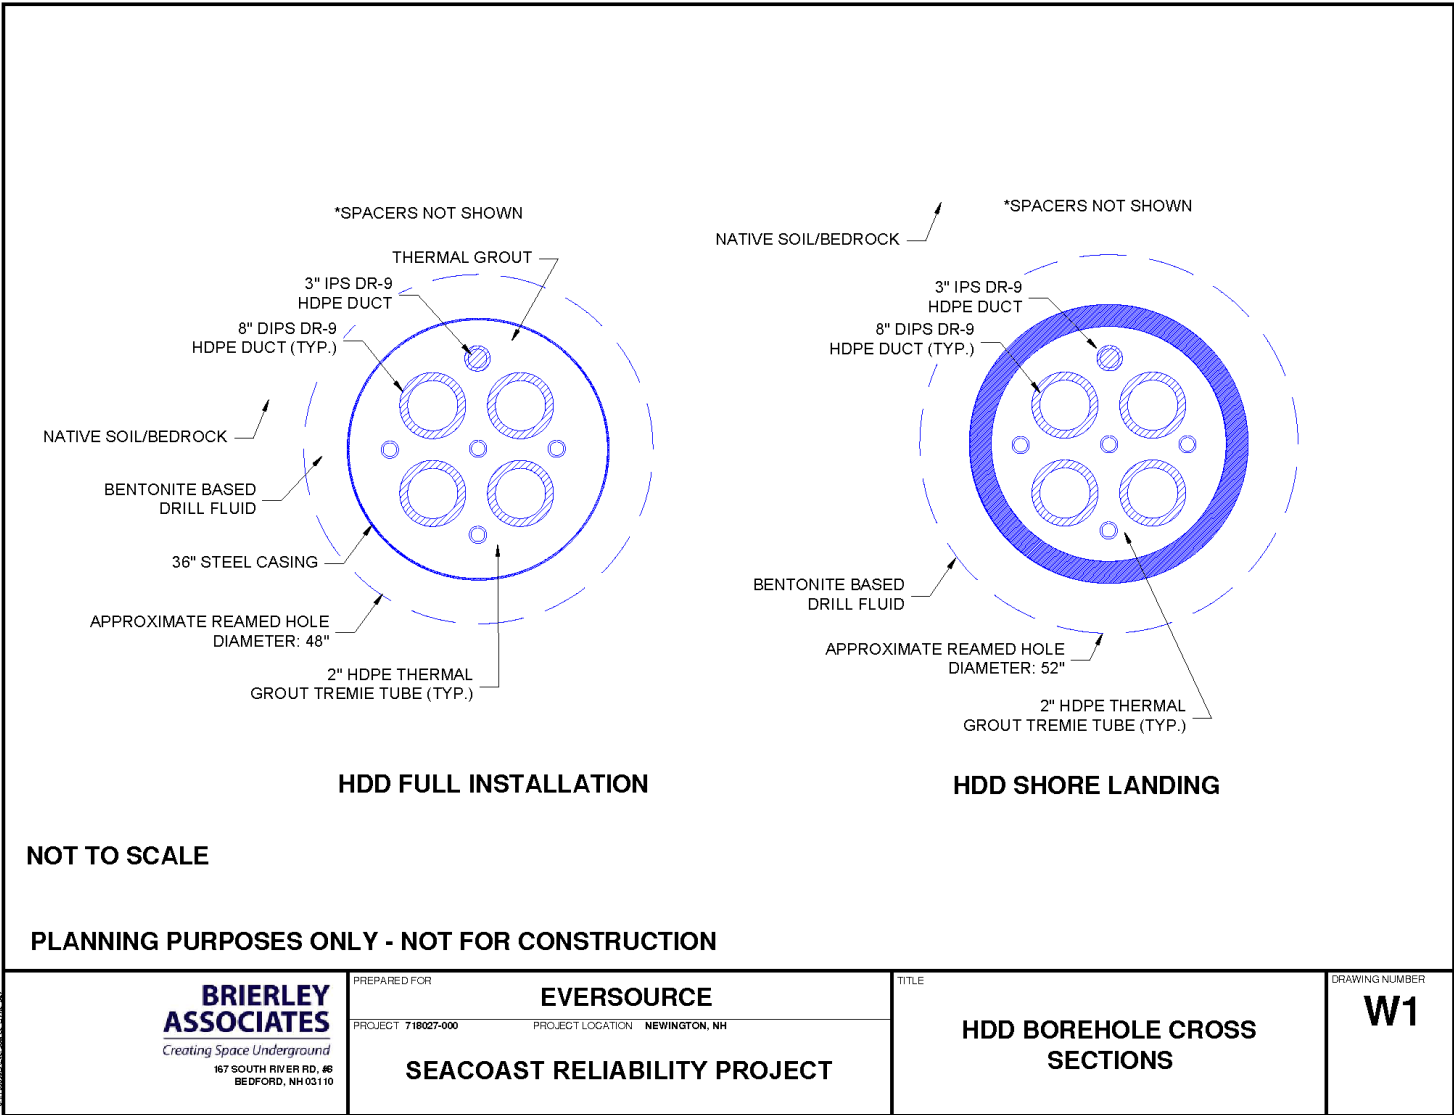 *SPACERS NOT SHOWN
THERMAL GROUT
3" IPS DR-9
HDPE DUCT
8" DIPS DR-9
HDPE DUCT (TYP.)
NATIVE SOIL/BEDROCK
BENTONITE BASED
DRILL FLUID
36" STEEL CASING
APPROXIMATE REAMED HOLE
DIAMETER: 48"
2" HDPE THERMAL
GROUT TREMIE TUBE (TYP.)
HDD FULL INSTALLATION
*SPACERS NOT SHOWN
NATIVE SOIL/BEDROCK
3" IPS DR-9
HDPE DUCT
8" DIPS DR-9
HDPE DUCT (TYP.)
BENTONITE BASED
DRILL FLUID
APPROXIMATE REAMED HOLE
DIAMETER: 52"
2" HDPE THERMAL
GROUT TREMIE TUBE (TYP.)
HDD SHORE LANDING
NOT TO SCALE
PLANNING PURPOSES ONLY - NOT FOR CONSTRUCTION
BRIERLEY
ASSOCIATES
Creating Space Underground
167 SOUTH RIVER RD, #6
BEDFORD, NH 03110
PREPARED FOR
EVERSOURCE
PROJECT 718027-000 PROJECT LOCATION NEWINGTON, NH
SEACOAST RELIABILITY PROJECT
TITLE
HDD BOREHOLE CROSS
SECTIONS
DRAWING NUMBER
W1